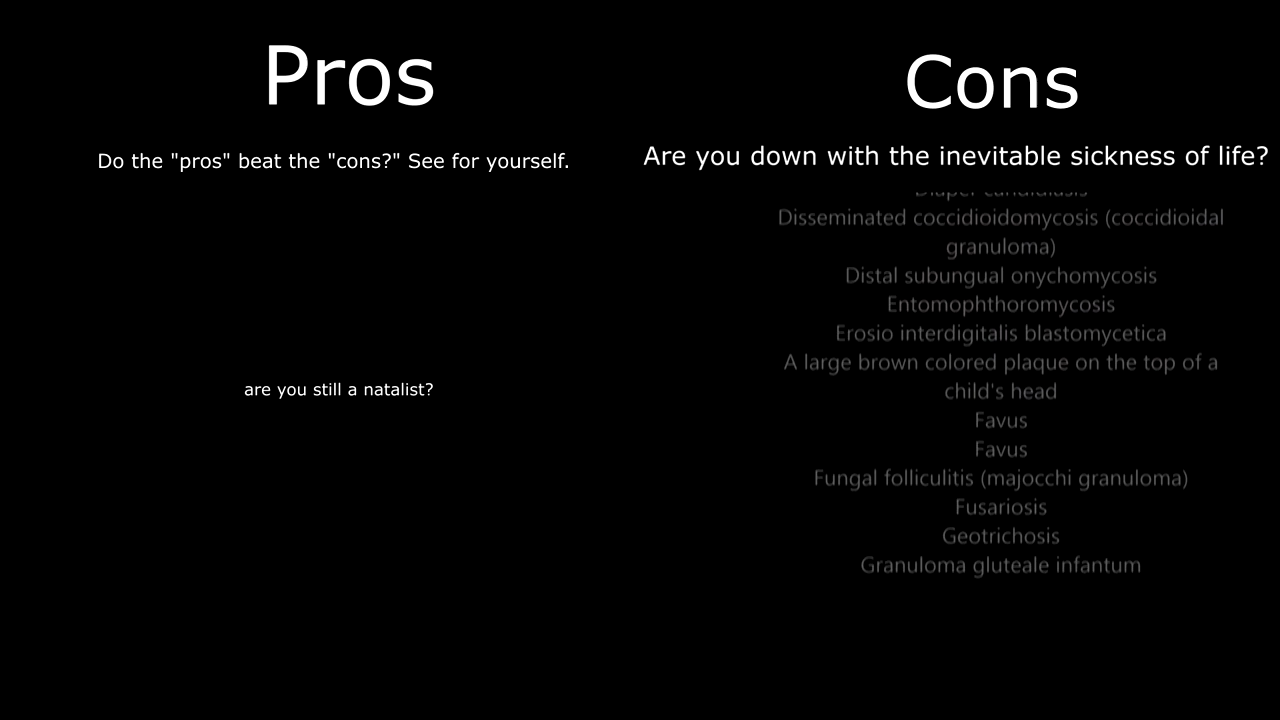 Pros
Do the "pros" beat the "cons?" See for yourself.
are you still a natalist?
Cons
Are you down with the inevitable sickness of life?
Diaper candidiasis
Disseminated coccidioidomycosis (coccidioidal
granuloma)
Distal subungual onychomycosis
Entomophthoromycosis
Erosio interdigitalis blastomycetica
A large brown colored plaque on the top of a
child's head
Favus
Favus
Fungal folliculitis (majocchi granuloma)
Fusariosis
Geotrichosis
Granuloma gluteale infantum